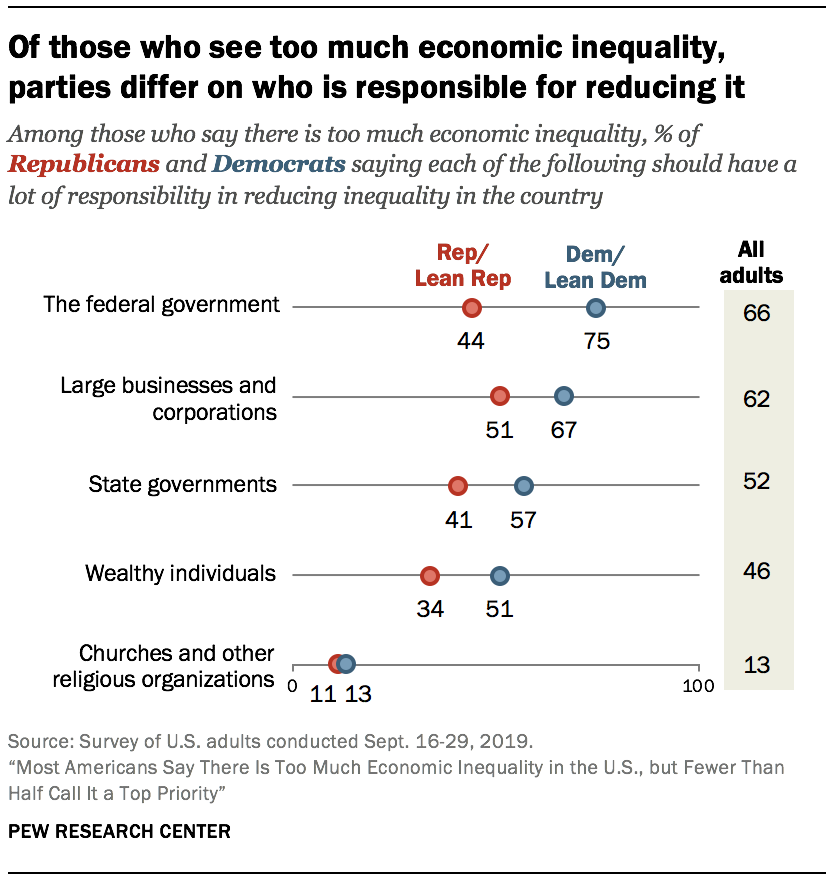 Of those who see too much economic inequality,
parties differ on who is responsible for reducing it
Among those who say there is too much economic inequality, % of
Republicans and Democrats saying each of the following should have a
lot of responsibility in reducing inequality in the country
Rep/
Lean Rep
Dem/
Lean Dem
All
adults
The federal government
44
75
66
Large businesses and
corporations
51
67
62
State governments
41
57
52
Wealthy individuals
34
51
46
Churches and other
religious organizations
0
11
13
100
13
Source: Survey of U.S. adults conducted Sept. 16-29, 2019.
“Most Americans Say There Is Too Much Economic Inequality in the U.S., but Fewer Than
Half Call It a Top Priority”
PEW RESEARCH CENTER